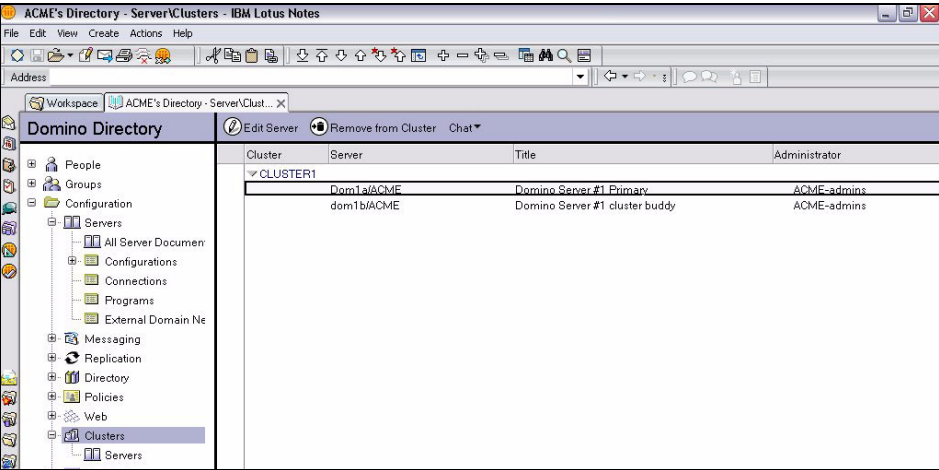 ACME's Directory - Server\Clusters - IBM Lotus Notes
File Edit View Create Actions Help
Address
Workspace ACME's Directory - Server\Clust...
Domino Directory Edit Server Remove from Cluster Chat
Cluster Server Title Administrator
CLUSTER1
Dom1a/ACME Domino Server #1 Primary ACME-admins
dom1b/ACME Domino Server #1 cluster buddy ACME-admins
People
Groups
Configuration
Servers
All Server Documen
Configurations
Connections
Programs
External Domain Ne
Messaging
Replication
Directory
Policies
Web
Clusters
Servers